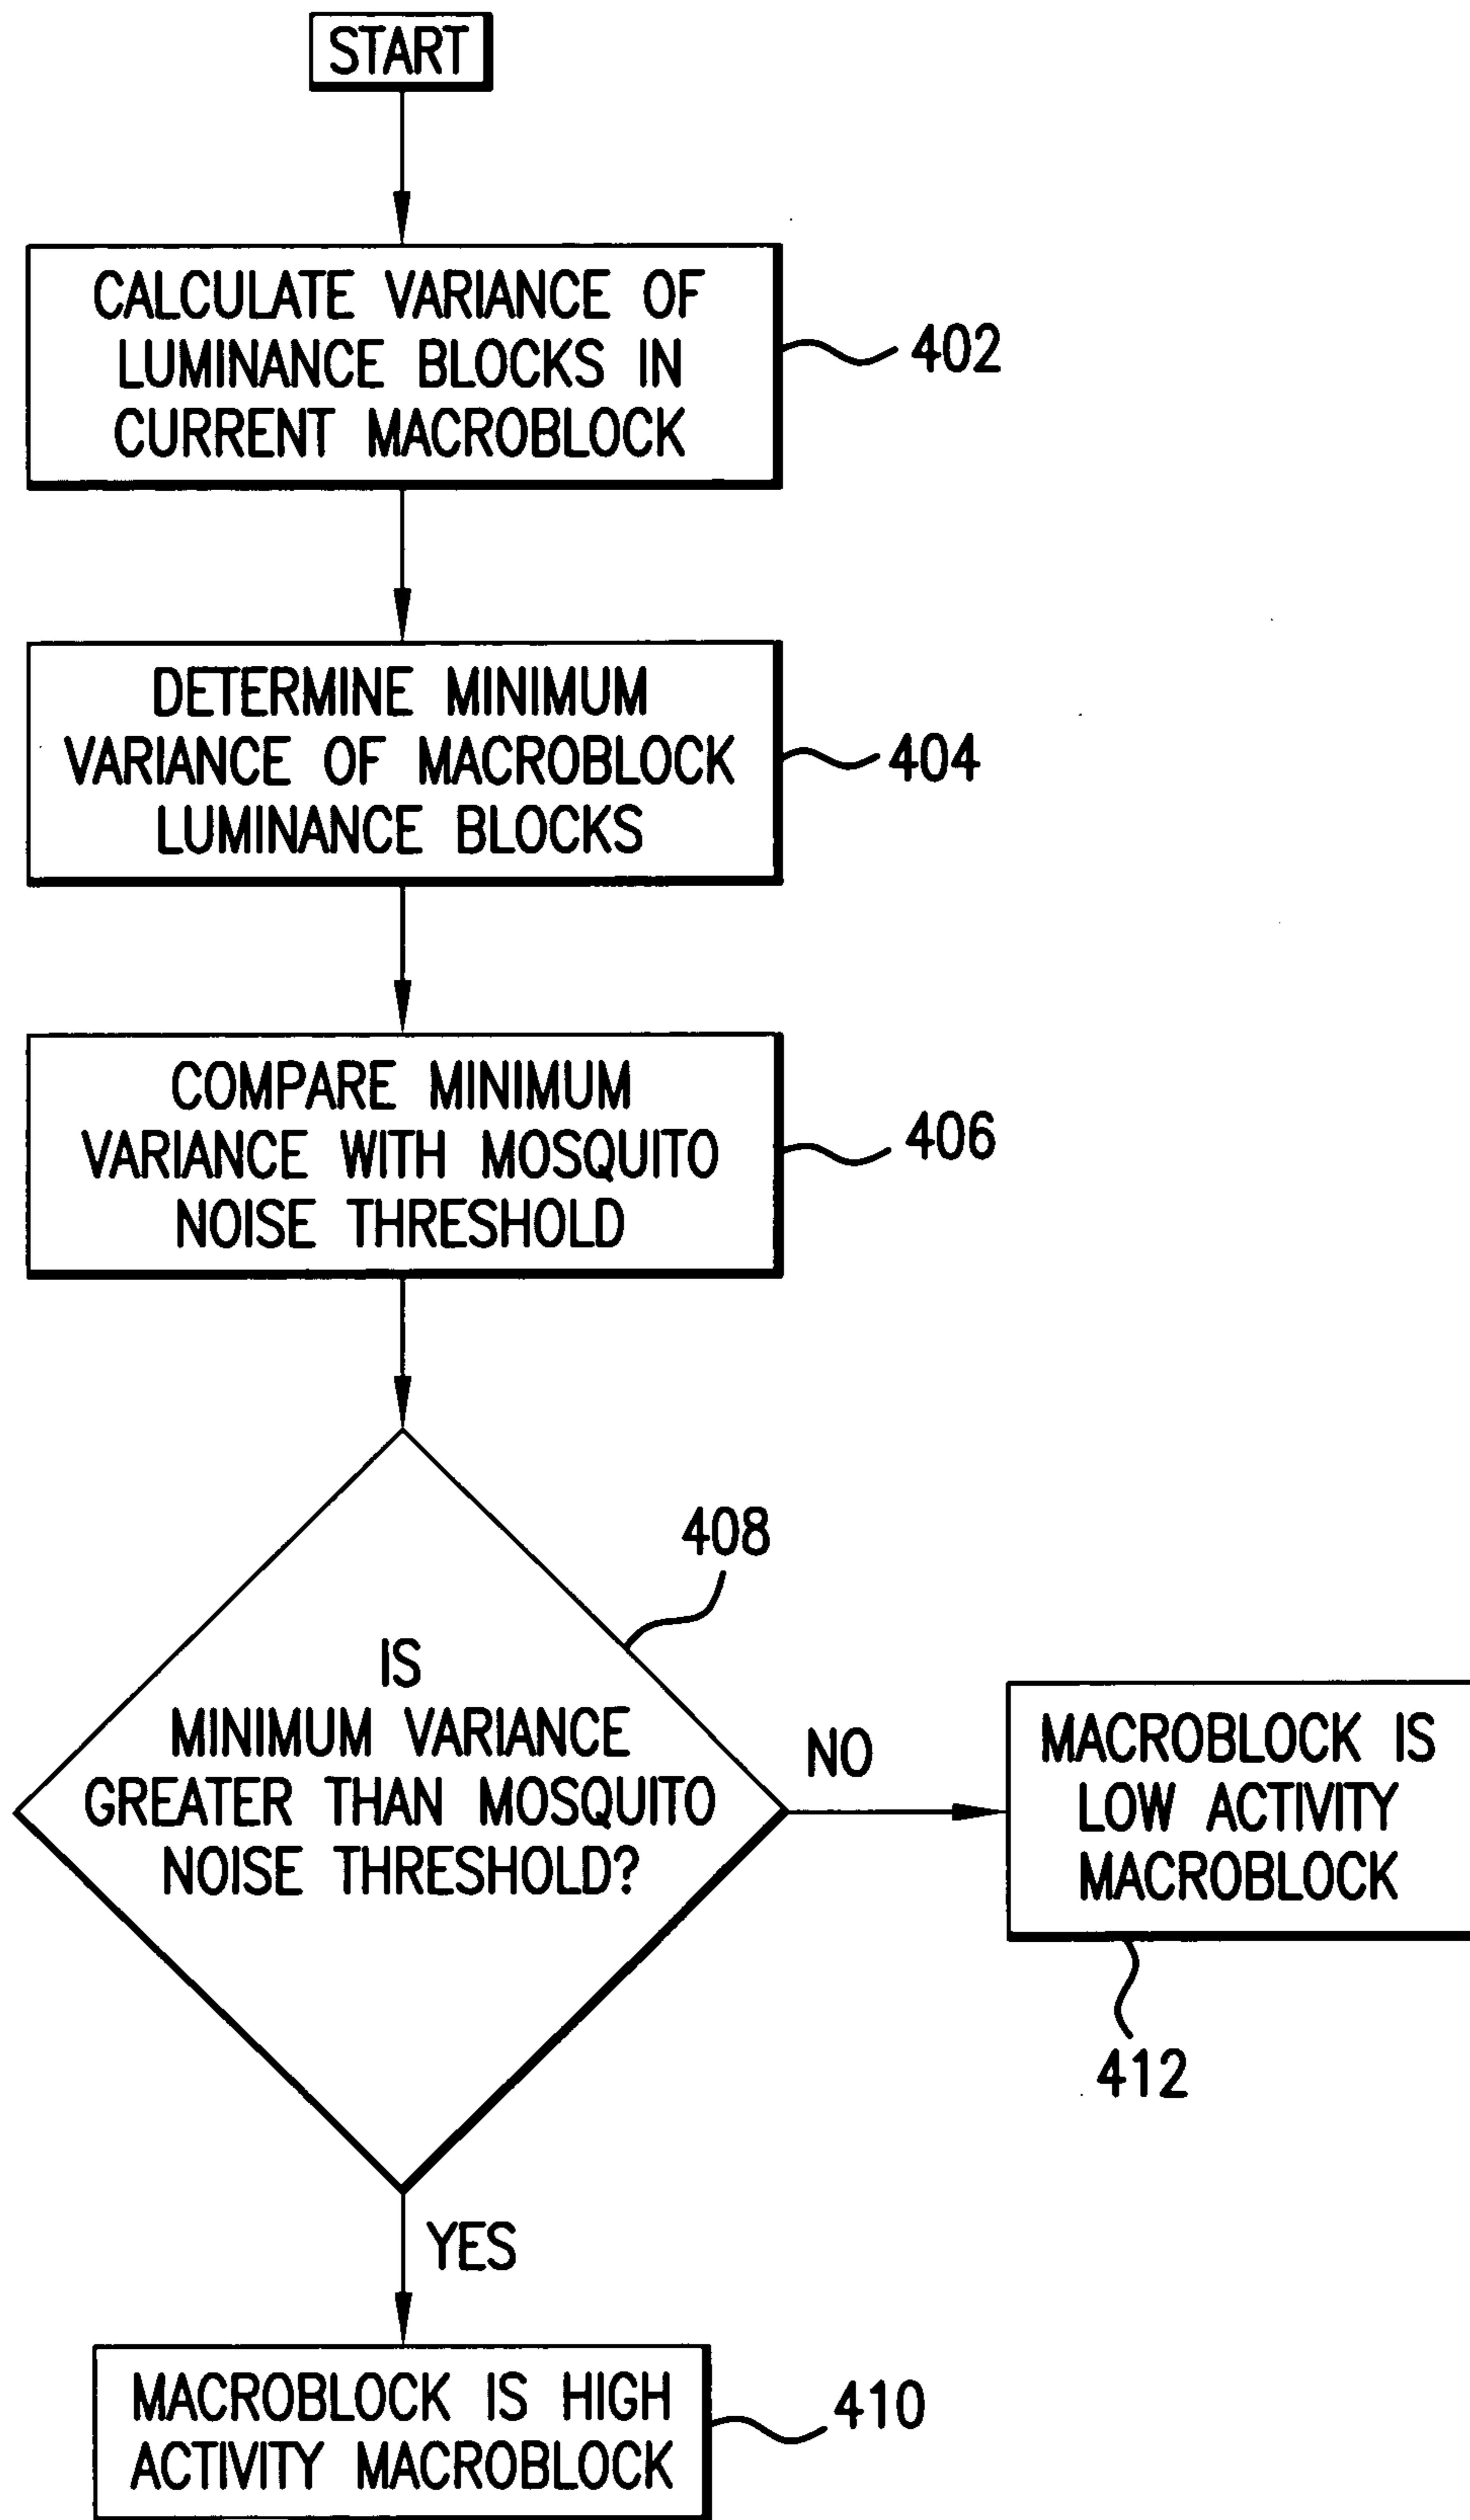 START
CALCULATE VARIANCE OF
LUMINANCE BLOCKS IN
CURRENT MACROBLOCK
402
DETERMINE MINIMUM
VARIANCE OF MACROBLOCK
LUMINANCE BLOCKS
404
COMPARE MINIMUM
VARIANCE WITH MOSQUITO
NOISE THRESHOLD
406
408
IS
MINIMUM VARIANCE
GREATER THAN MOSQUITO
NOISE THRESHOLD?
NO
MACROBLOCK IS
LOW ACTIVITY
MACROBLOCK
412
YES
MACROBLOCK IS HIGH
ACTIVITY MACROBLOCK
410